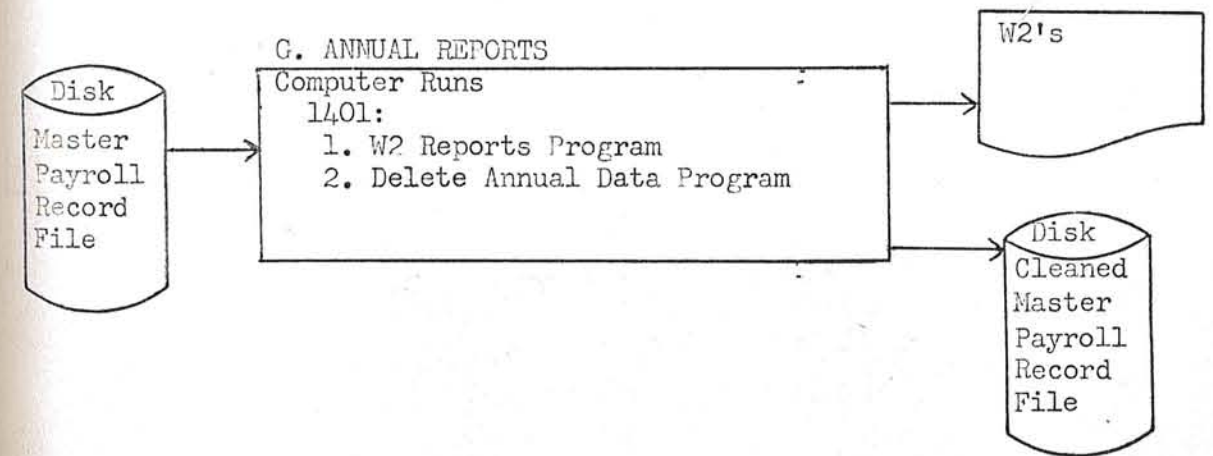 G. ANNUAL REPORTS
Disk
Master
Payroll
Record
File
Computer Runs
1401:
1. W2 Reports Program
2. Delete Annual Data Program
W2's
Disk
Cleaned
Master
Payroll
Record
File